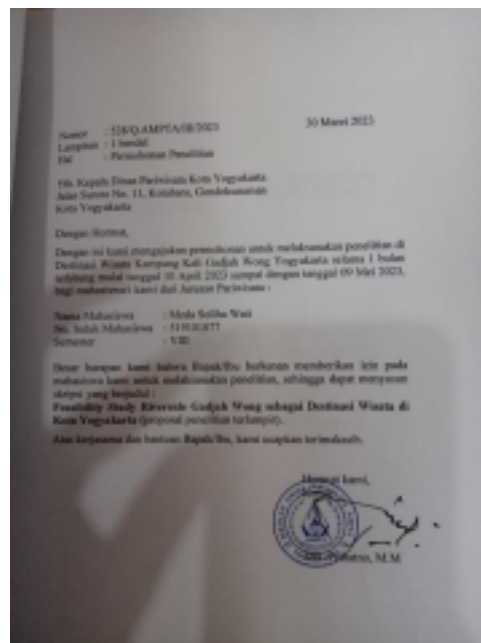 Nomor : 528/Q.AMPTA/III/2023 30 Maret 2023
Lampiran : 1 bendel
Hal : Permohonan Penelitian
Yth. Kepala Dinas Pariwisata Kota Yogyakarta
Jalan Suroto No. 11, Kotabaru, Gondokusuman
Kota Yogyakarta
Dengan Hormat,
Dengan ini kami mengajukan permohonan untuk melaksanakan penelitian di
Destinasi Wisata Kampung Kali Gadjah Wong Yogyakarta selama 1 bulan
terhitung mulai tanggal 10 April 2023 sampai dengan tanggal 09 Mei 2023,
bagi mahasiswa/i kami dari Jurusan Pariwisata :
Nama Mahasiswa :
No. Induk Mahasiswa :
Semester : VIII
Besar harapan kami bahwa Bapak/Ibu berkenan memberikan izin pada
mahasiswa kami untuk melaksanakan penelitian, sehingga dapat menyusun
skripsi yang berjudul :
Feasibility Study Riverside Gadjah Wong sebagai Destinasi Wisata di
Kota Yogyakarta (proposal penelitian terlampir).
Atas kerjasama dan bantuan Bapak/Ibu, kami ucapkan terimakasih.
Hormat kami,
M.M